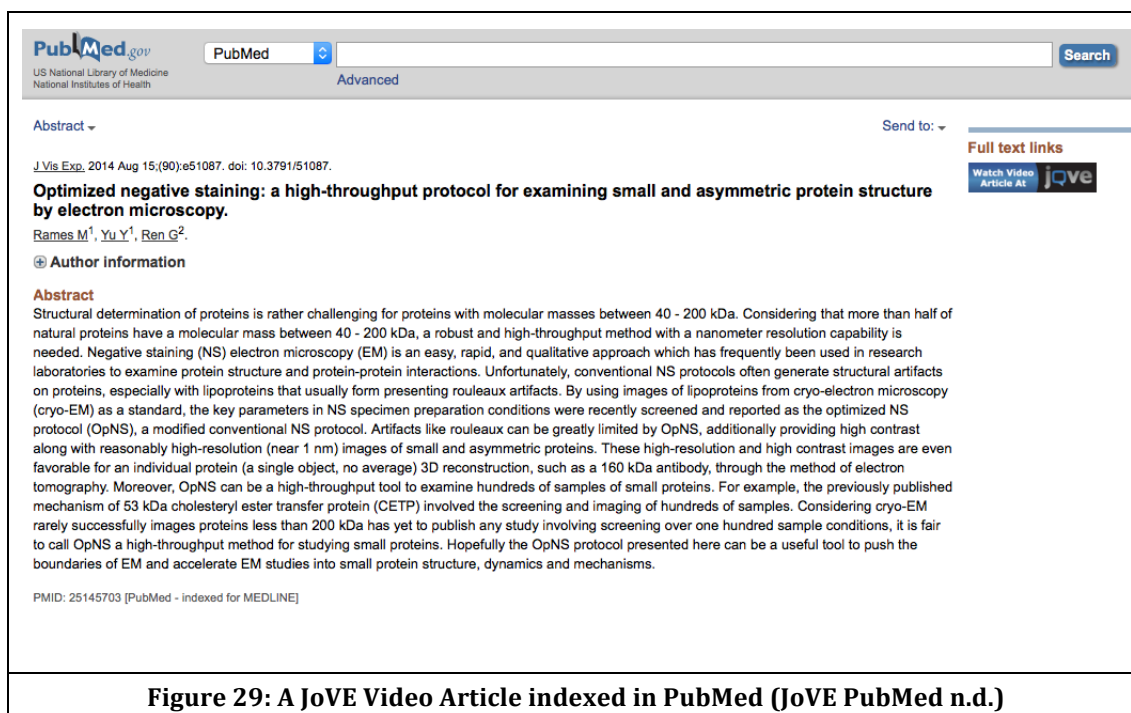 PubMed.gov
US National Library of Medicine
National Institutes of Health
PubMed
Search
Advanced
Abstract
Send to:
Full text links
Watch Video
Article At
jove
J Vis Exp. 2014 Aug 15;(90):e51087. doi: 10.3791/51087.
Optimized negative staining: a high-throughput protocol for examining small and asymmetric protein structure
by electron microscopy.
Rames M1, Yu Y1, Ren G2.
Author information
Abstract
Structural determination of proteins is rather challenging for proteins with molecular masses between 40 - 200 kDa. Considering that more than half of
natural proteins have a molecular mass between 40 - 200 kDa, a robust and high-throughput method with a nanometer resolution capability is
needed. Negative staining (NS) electron microscopy (EM) is an easy, rapid, and qualitative approach which has frequently been used in research
laboratories to examine protein structure and protein-protein interactions. Unfortunately, conventional NS protocols often generate structural artifacts
on proteins, especially with lipoproteins that usually form presenting rouleaux artifacts. By using images of lipoproteins from cryo-electron microscopy
(cryo-EM) as a standard, the key parameters in NS specimen preparation conditions were recently screened and reported as the optimized NS
protocol (OpNS), a modified conventional NS protocol. Artifacts like rouleaux can be greatly limited by OpNS, additionally providing high contrast
along with reasonably high-resolution (near 1 nm) images of small and asymmetric proteins. These high-resolution and high contrast images are even
favorable for an individual protein (a single object, no average) 3D reconstruction, such as a 160 kDa antibody, through the method of electron
tomography. Moreover, OpNS can be a high-throughput tool to examine hundreds of samples of small proteins. For example, the previously published
mechanism of 53 kDa cholesteryl ester transfer protein (CETP) involved the screening and imaging of hundreds of samples. Considering cryo-EM
rarely successfully images proteins less than 200 kDa has yet to publish any study involving screening over one hundred sample conditions, it is fair
to call OpNS a high-throughput method for studying small proteins. Hopefully the OpNS protocol presented here can be a useful tool to push the
boundaries of EM and accelerate EM studies into small protein structure, dynamics and mechanisms.
PMID: 25145703 [PubMed - indexed for MEDLINE]
Figure 29: A JoVE Video Article indexed in PubMed (JoVE PubMed n.d.)